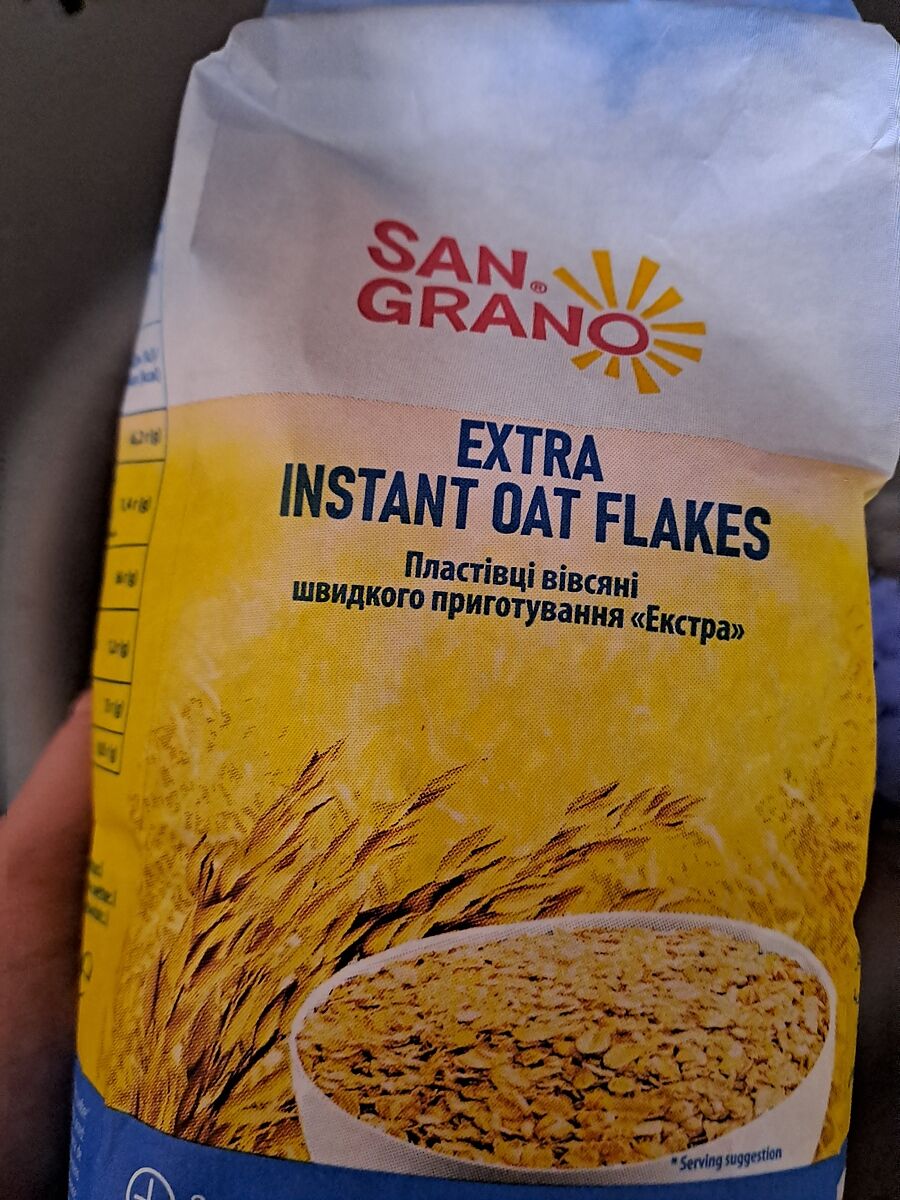 SAN
GRANO®
EXTRA
INSTANT OAT FLAKES
Пластівці вівсяні
швидкого приготування «Екстра»
* Serving suggestion